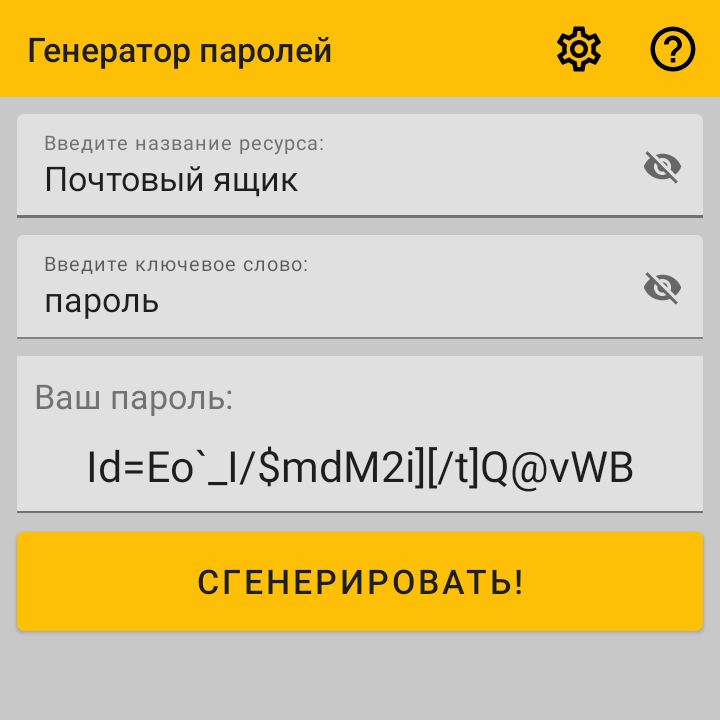 Генератор паролей
Введите название ресурса:
Почтовый ящик
Введите ключевое слово:
пароль
Ваш пароль:
Id=Eo`_I/$mdM2i][/t]Q@vWB
СГЕНЕРИРОВАТЬ!